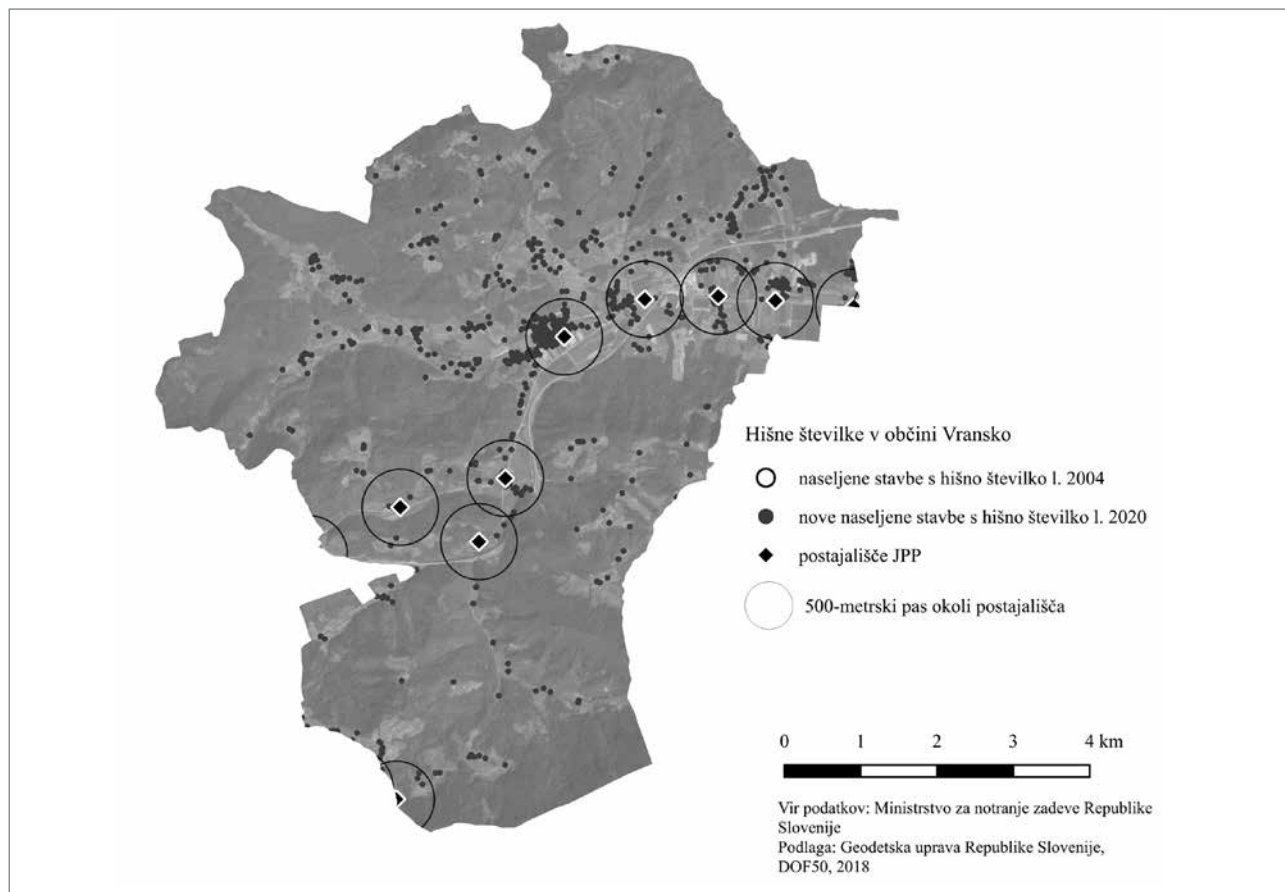 Hišne številke v občini Vransko
naseljene stavbe s hišno številko l. 2004
nove naseljene stavbe s hišno številko l. 2020
postajališče JPP
500-metrski pas okoli postajališča
0 1 2 3 4 km
Vir podatkov: Ministrstvo za notranje zadeve Republike
Slovenije
Podlaga: Geodetska uprava Republike Slovenije,
DOF50, 2018